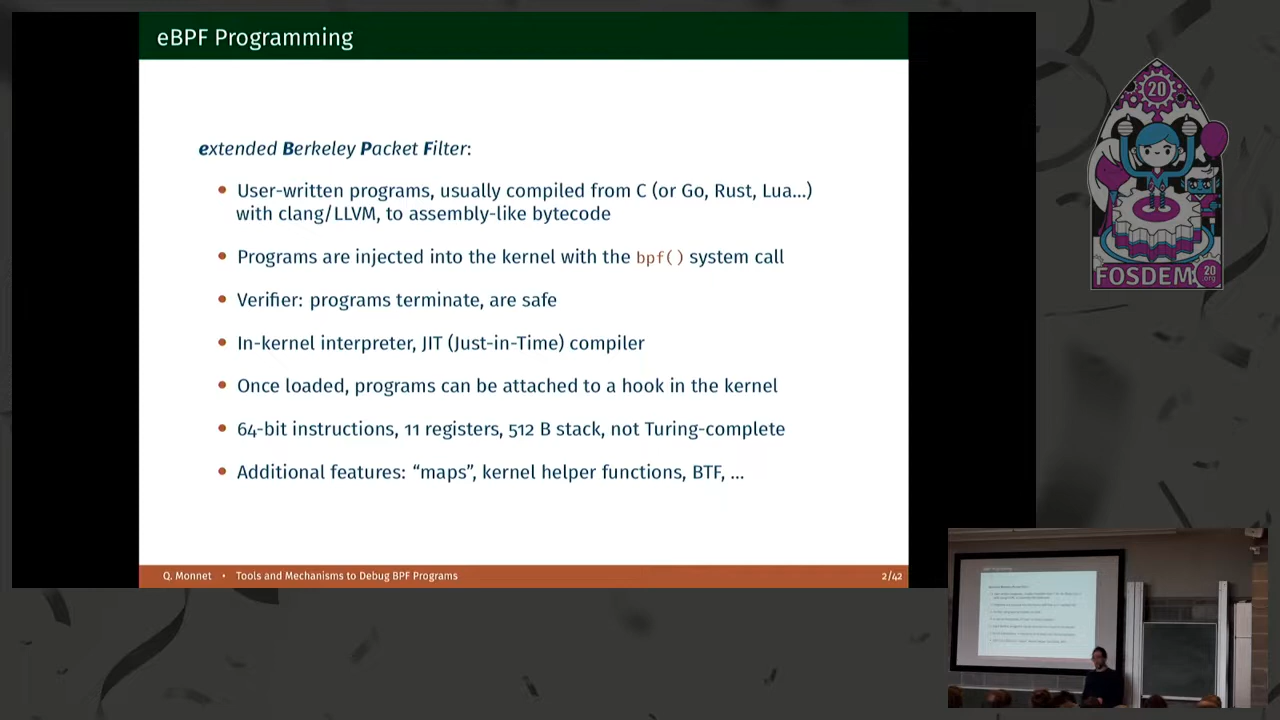 eBPF Programming
extended Berkeley Packet Filter:
• User-written programs, usually compiled from C (or Go, Rust, Lua…)
with clang/LLVM, to assembly-like bytecode
• Programs are injected into the kernel with the bpf() system call
• Verifier: programs terminate, are safe
• In-kernel interpreter, JIT (Just-in-Time) compiler
• Once loaded, programs can be attached to a hook in the kernel
• 64-bit instructions, 11 registers, 512 B stack, not Turing-complete
• Additional features: “maps”, kernel helper functions, BTF, …
Q. Monnet • Tools and Mechanisms to Debug BPF Programs
2/42
20
FOSDEM
20
.org